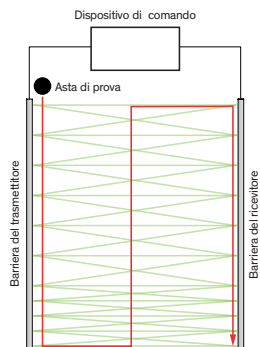 Dispositivo di comando
Asta di prova
Barriera del trasmettitore
Barriera del ricevitore